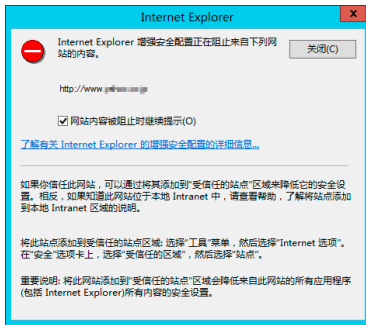 Internet Explorer
x
Internet Explorer 增强安全配置正在阻止来自下列网
站的内容。
关闭(C)
http://www.
网站内容被阻止时继续提示(O)
了解有关 Internet Explorer 的增强安全配置的详细信息...
如果你信任此网站，可以通过将其添加到“受信任的站点”区域来降低它的安全设
置。相反，如果知道此网站位于本地 Intranet 中，请查看帮助，了解将站点添加
到本地 Intranet 区域的说明。
将此站点添加到受信任的站点区域: 选择“工具”菜单，然后选择“Internet 选项”。
在“安全”选项卡上，选择“受信任的区域”，然后选择“站点”。
重要说明: 将此网站添加到“受信任的站点”区域会降低来自此网站的所有应用程序
(包括 Internet Explorer)所有内容的安全设置。